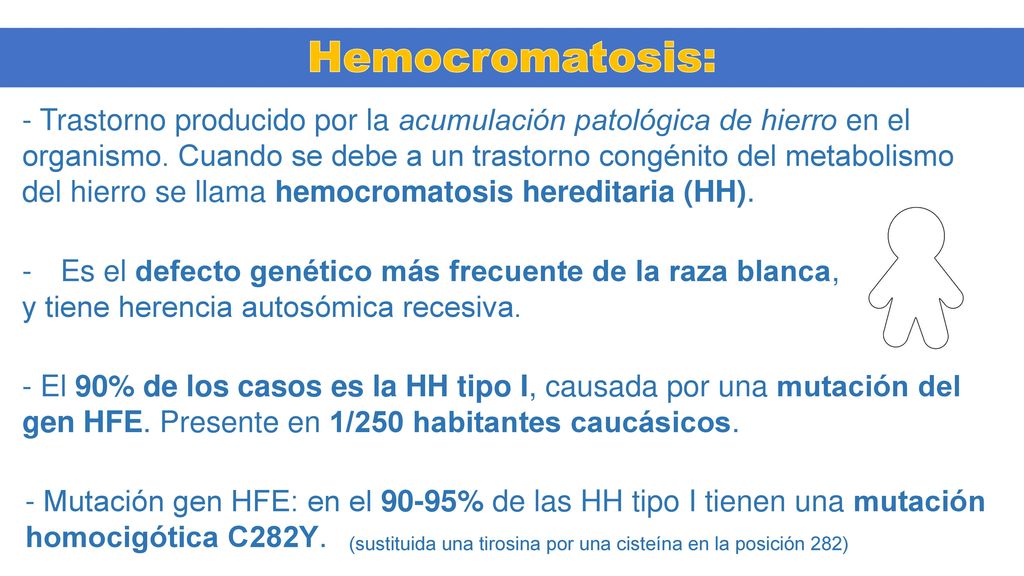 Hemocromatosis:
- Trastorno producido por la acumulación patológica de hierro en el
organismo. Cuando se debe a un trastorno congénito del metabolismo
del hierro se llama hemocromatosis hereditaria (HH).
- Es el defecto genético más frecuente de la raza blanca,
y tiene herencia autosómica recesiva.
- El 90% de los casos es la HH tipo I, causada por una mutación del
gen HFE. Presente en 1/250 habitantes caucásicos.
- Mutación gen HFE: en el 90-95% de las HH tipo I tienen una mutación
homocigótica C282Y. (sustituida una tirosina por una cisteína en la posición 282)